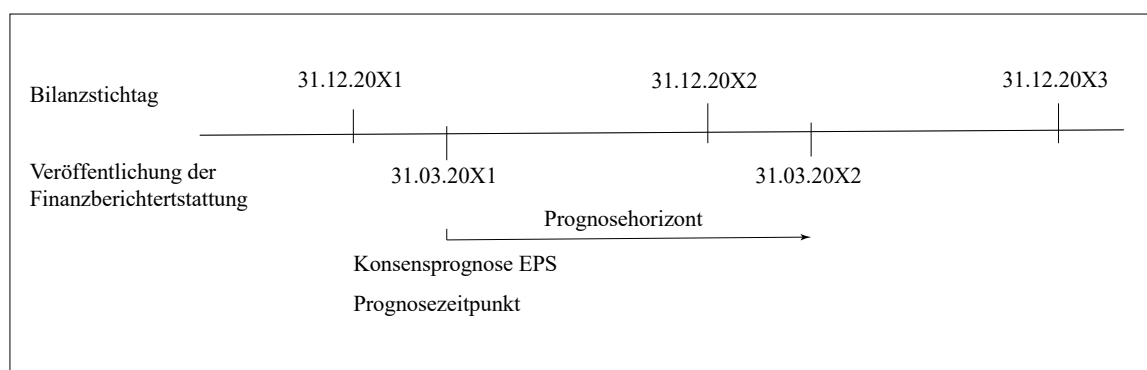 31.12.20X1 31.12.20X2 31.12.20X3
Bilanzstichtag
Veröffentlichung der
Finanzberichtertstattung
31.03.20X1 31.03.20X2
Prognosehorizont
Konsensprognose EPS
Prognosezeitpunkt